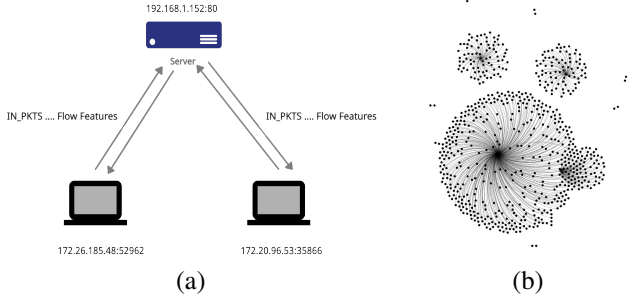 192.168.1.152:80
Server
IN_PKTS .... Flow Features
IN_PKTS .... Flow Features
172.26.185.48:52962
172.20.96.53:35866
(a)
(b)